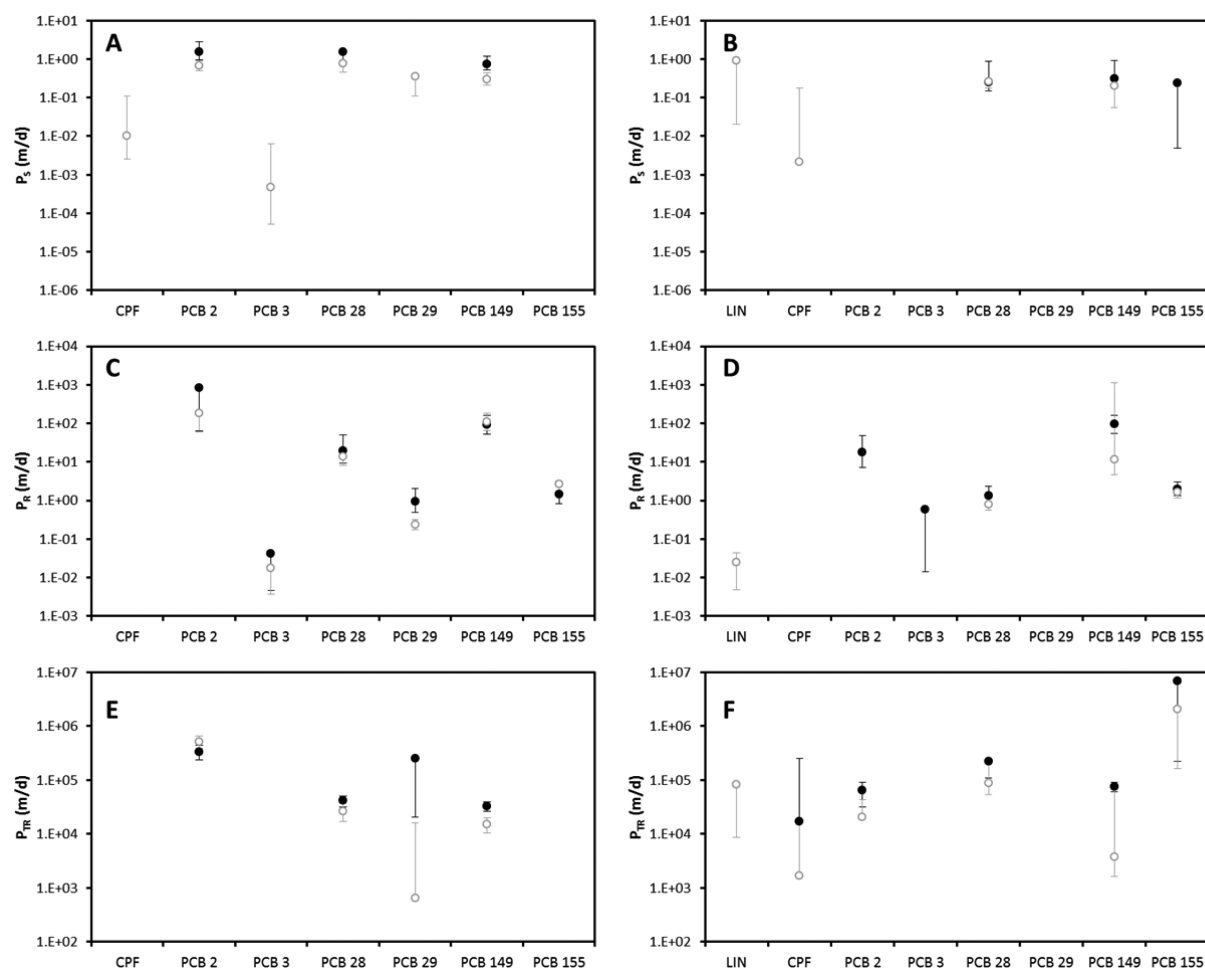 A
P_S (m/d)
1.E+01
1.E+00
1.E-01
1.E-02
1.E-03
1.E-04
1.E-05
1.E-06
CPF PCB 2 PCB 3 PCB 28 PCB 29 PCB 149 PCB 155
B
P_S (m/d)
1.E+01
1.E+00
1.E-01
1.E-02
1.E-03
1.E-04
1.E-05
1.E-06
LIN CPF PCB 2 PCB 3 PCB 28 PCB 29 PCB 149 PCB 155
C
P_R (m/d)
1.E+04
1.E+03
1.E+02
1.E+01
1.E+00
1.E-01
1.E-02
1.E-03
CPF PCB 2 PCB 3 PCB 28 PCB 29 PCB 149 PCB 155
D
P_R (m/d)
1.E+04
1.E+03
1.E+02
1.E+01
1.E+00
1.E-01
1.E-02
1.E-03
LIN CPF PCB 2 PCB 3 PCB 28 PCB 29 PCB 149 PCB 155
E
P_TR (m/d)
1.E+07
1.E+06
1.E+05
1.E+04
1.E+03
1.E+02
CPF PCB 2 PCB 3 PCB 28 PCB 29 PCB 149 PCB 155
F
P_TR (m/d)
1.E+07
1.E+06
1.E+05
1.E+04
1.E+03
1.E+02
LIN CPF PCB 2 PCB 3 PCB 28 PCB 29 PCB 149 PCB 155